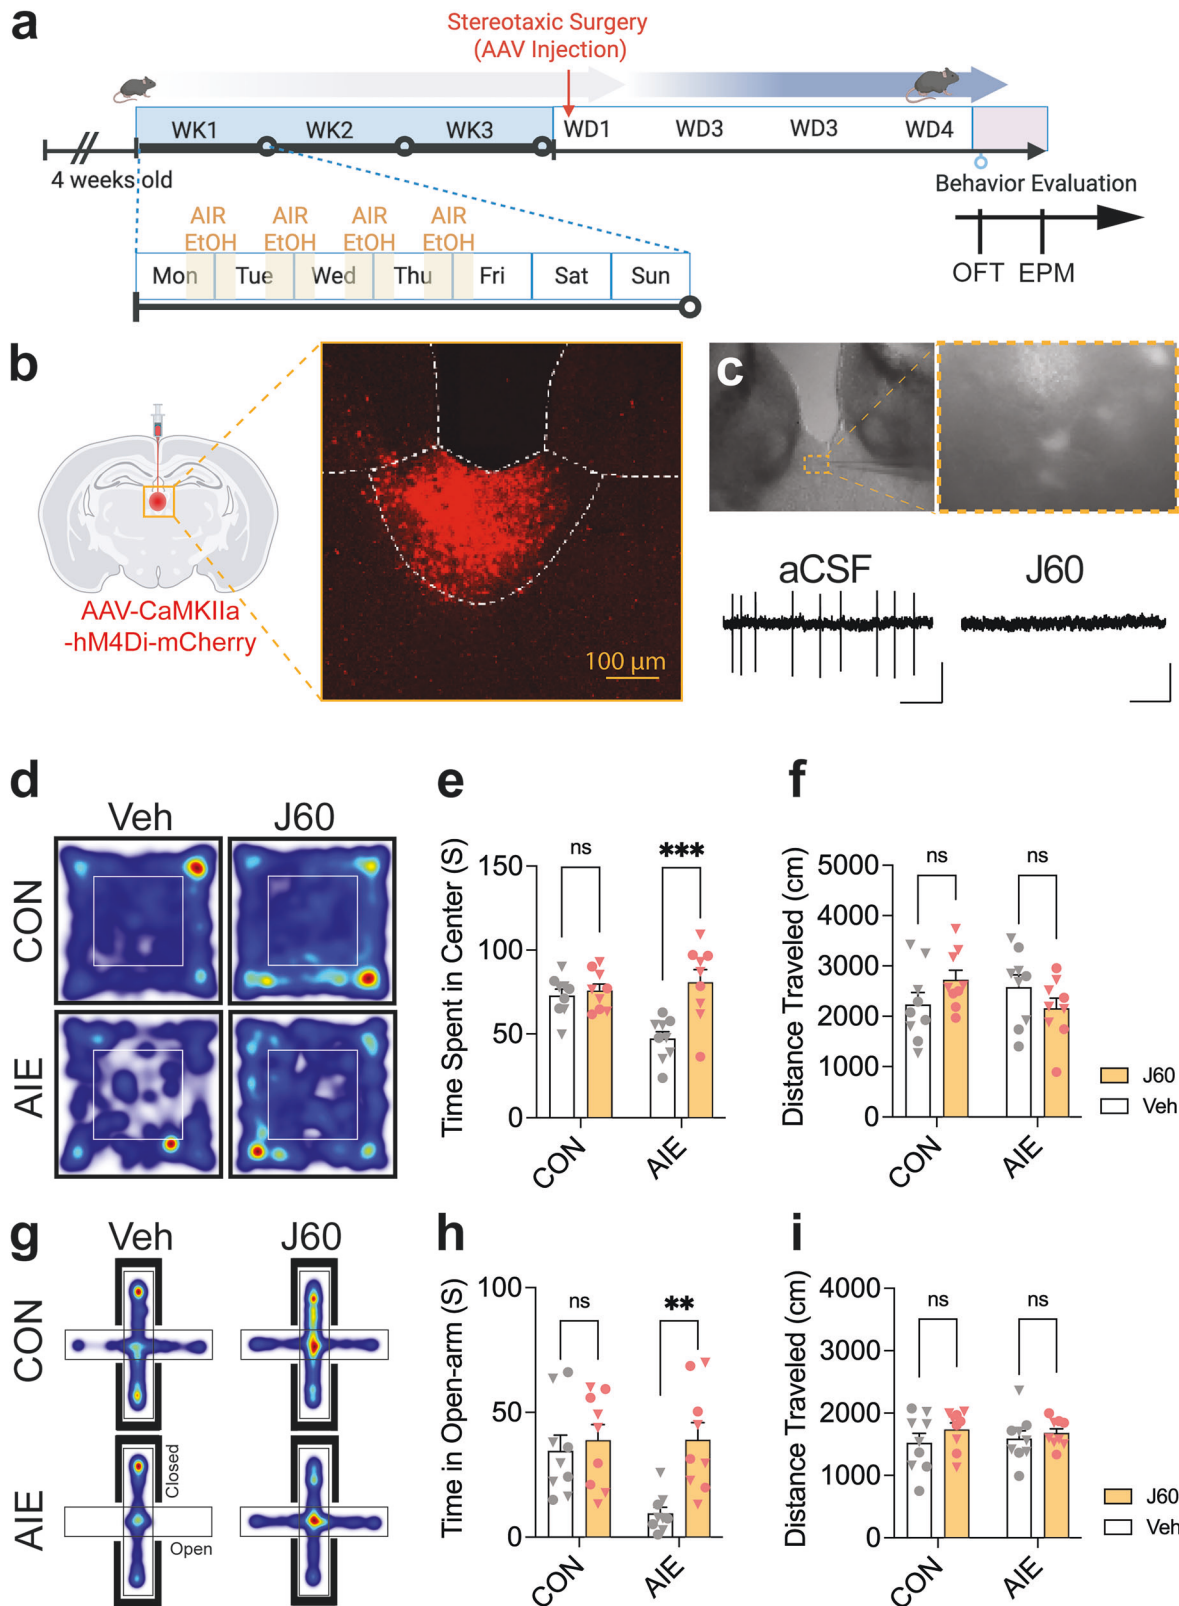 a
Stereotaxic Surgery
(AAV Injection)
WK1 WK2 WK3 WD1 WD3 WD3 WD4
4 weeks old
Behavior Evaluation
OFT EPM
AIR AIR AIR AIR
EtOH EtOH EtOH EtOH
Mon Tue Wed Thu Fri Sat Sun
b
AAV-CaMKIIa
-hM4Di-mCherry
100 µm
c
aCSF J60
d
Veh J60
CON
AIE
e
Time Spent in Center (S)
150
100
50
0
ns ***
CON AIE
f
Distance Traveled (cm)
5000
4000
3000
2000
1000
0
ns ns
CON AIE
J60
Veh
g
Veh J60
CON
AIE
Closed
Open
h
Time in Open-arm (S)
100
50
0
ns **
CON AIE
i
Distance Traveled (cm)
4000
3000
2000
1000
0
ns ns
CON AIE
J60
Veh